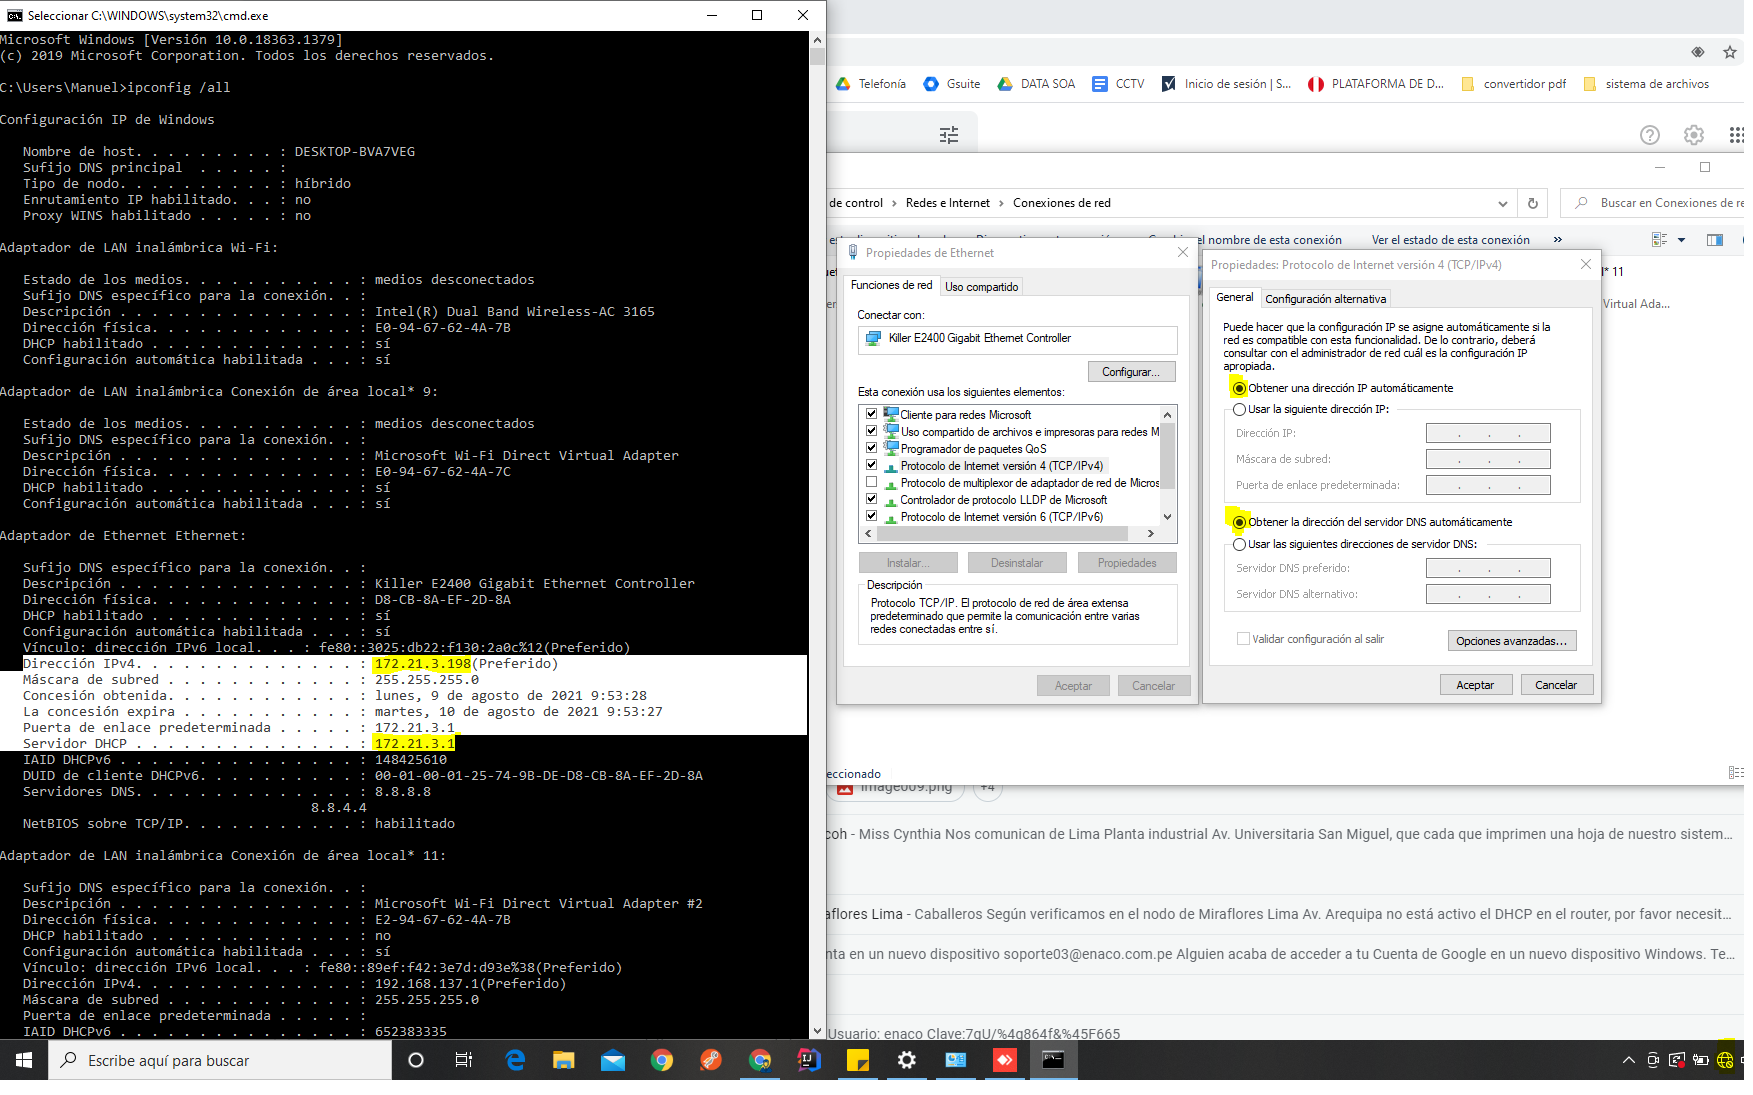 Seleccionar C:\WINDOWS\system32\cmd.exe
Microsoft Windows [Versión 10.0.18363.1379]
(c) 2019 Microsoft Corporation. Todos los derechos reservados.
C:\Users\Manuel>ipconfig /all
Configuración IP de Windows
Nombre de host. . . . . . . . . : DESKTOP-BVA7VEG
Sufijo DNS principal  . . . . . :
Tipo de nodo. . . . . . . . . . : híbrido
Enrutamiento IP habilitado. . . : no
Proxy WINS habilitado . . . . . : no
Adaptador de LAN inalámbrica Wi-Fi:
Estado de los medios. . . . . . . . . . . : medios desconectados
Sufijo DNS específico para la conexión. . :
Descripción . . . . . . . . . . . . . . . : Intel(R) Dual Band Wireless-AC 3165
Dirección física. . . . . . . . . . . . . : E0-94-67-62-4A-7B
DHCP habilitado . . . . . . . . . . . . . : sí
Configuración automática habilitada . . . : sí
Adaptador de LAN inalámbrica Conexión de área local* 9:
Estado de los medios. . . . . . . . . . . : medios desconectados
Sufijo DNS específico para la conexión. . :
Descripción . . . . . . . . . . . . . . . : Microsoft Wi-Fi Direct Virtual Adapter
Dirección física. . . . . . . . . . . . . : E0-94-67-62-4A-7C
DHCP habilitado . . . . . . . . . . . . . : sí
Configuración automática habilitada . . . : sí
Adaptador de Ethernet Ethernet:
Sufijo DNS específico para la conexión. . :
Descripción . . . . . . . . . . . . . . . : Killer E2400 Gigabit Ethernet Controller
Dirección física. . . . . . . . . . . . . : D8-CB-8A-EF-2D-8A
DHCP habilitado . . . . . . . . . . . . . : sí
Configuración automática habilitada . . . : sí
Vínculo: dirección IPv6 local. . . : fe80::3025:db22:f130:2a0c%12(Preferido)
Dirección IPv4. . . . . . . . . . . . . . : 172.21.3.198(Preferido)
Máscara de subred . . . . . . . . . . . . : 255.255.255.0
Concesión obtenida. . . . . . . . . . . . : lunes, 9 de agosto de 2021 9:53:28
La concesión expira . . . . . . . . . . . : martes, 10 de agosto de 2021 9:53:27
Puerta de enlace predeterminada . . . . . : 172.21.3.1
Servidor DHCP . . . . . . . . . . . . . . : 172.21.3.1
IAID DHCPv6 . . . . . . . . . . . . . . . : 148425610
DUID de cliente DHCPv6. . . . . . . . . . : 00-01-00-01-25-74-9B-DE-D8-CB-8A-EF-2D-8A
Servidores DNS. . . . . . . . . . . . . . : 8.8.8.8
8.8.4.4
NetBIOS sobre TCP/IP. . . . . . . . . . . : habilitado
Adaptador de LAN inalámbrica Conexión de área local* 11:
Sufijo DNS específico para la conexión. . :
Descripción . . . . . . . . . . . . . . . : Microsoft Wi-Fi Direct Virtual Adapter #2
Dirección física. . . . . . . . . . . . . : E2-94-67-62-4A-7B
DHCP habilitado . . . . . . . . . . . . . : no
Configuración automática habilitada . . . : sí
Vínculo: dirección IPv6 local. . . : fe80::89ef:f42:3e7d:d93e%38(Preferido)
Dirección IPv4. . . . . . . . . . . . . . : 192.168.137.1(Preferido)
Máscara de subred . . . . . . . . . . . . : 255.255.255.0
Puerta de enlace predeterminada . . . . . :
IAID DHCPv6 . . . . . . . . . . . . . . . : 652383335
Telefonía Gsuite DATA SOA CCTV Inicio de sesión | S... PLATAFORMA DE D... convertidor pdf sistema de archivos
de control > Redes e Internet > Conexiones de red
Buscar en Conexiones de re
el nombre de esta conexión Ver el estado de esta conexión »
l* 11
Virtual Ada...
Propiedades de Ethernet
Funciones de red Uso compartido
Conectar con:
Killer E2400 Gigabit Ethernet Controller
Configurar...
Esta conexión usa los siguientes elementos:
Cliente para redes Microsoft
Uso compartido de archivos e impresoras para redes M
Programador de paquetes QoS
Protocolo de Internet versión 4 (TCP/IPv4)
Protocolo de multiplexor de adaptador de red de Micros
Controlador de protocolo LLDP de Microsoft
Protocolo de Internet versión 6 (TCP/IPv6)
Instalar... Desinstalar Propiedades
Descripción
Protocolo TCP/IP. El protocolo de red de área extensa
predeterminado que permite la comunicación entre varias
redes conectadas entre sí.
Aceptar Cancelar
Propiedades: Protocolo de Internet versión 4 (TCP/IPv4)
General Configuración alternativa
Puede hacer que la configuración IP se asigne automáticamente si la
red es compatible con esta funcionalidad. De lo contrario, deberá
consultar con el administrador de red cuál es la configuración IP
apropiada.
Obtener una dirección IP automáticamente
Usar la siguiente dirección IP:
Dirección IP:
Máscara de subred:
Puerta de enlace predeterminada:
Obtener la dirección del servidor DNS automáticamente
Usar las siguientes direcciones de servidor DNS:
Servidor DNS preferido:
Servidor DNS alternativo:
Validar configuración al salir
Opciones avanzadas...
Aceptar Cancelar
eccionado
image009.png +4
coh - Miss Cynthia Nos comunican de Lima Planta industrial Av. Universitaria San Miguel, que cada que imprimen una hoja de nuestro sistem...
aflores Lima - Caballeros Según verificamos en el nodo de Miraflores Lima Av. Arequipa no está activo el DHCP en el router, por favor necesit...
nta en un nuevo dispositivo soporte03@enaco.com.pe Alguien acaba de acceder a tu Cuenta de Google en un nuevo dispositivo Windows. Te...
Usuario: enaco Clave:7gU/%4g864f&%45F665
Escribe aquí para buscar